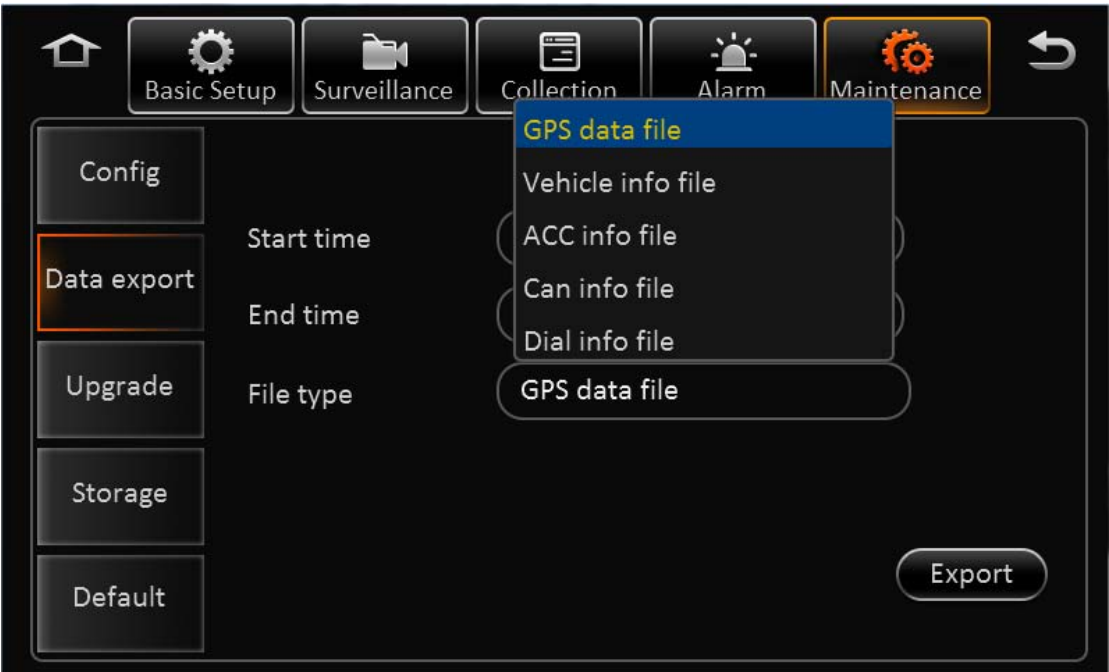 Basic Setup
Surveillance
Collection
Alarm
Maintenance
Config
Data export
Upgrade
Storage
Default
GPS data file
Vehicle info file
ACC info file
Can info file
Dial info file
Start time
End time
File type
GPS data file
Export